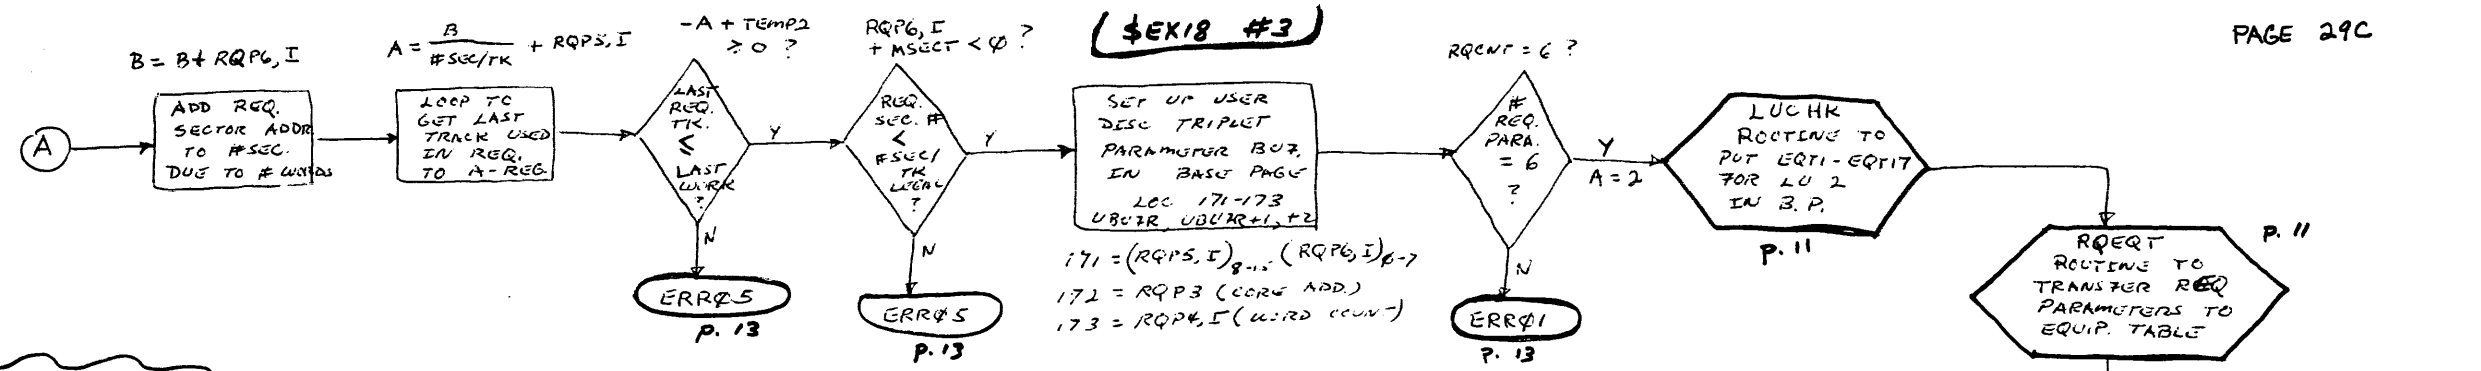 PAGE 29C
($EX18 #3)
A
B = B + RQP6, I
ADD REQ.
SECTOR ADDR
TO #SEC.
DUE TO # WORDS
A = B / #SEC/TK + RQP5, I
LOOP TO
GET LAST
TRACK USED
IN REQ.
TO A-REG
-A + TEMP2
≥ 0 ?
LAST
REQ.
TK.
≤
LAST
WORK
?
Y
N
ERRØ5
p. 13
RQP6, I
+ MSECT < Ø ?
REQ.
SEC. #
<
#SEC/
TK
LEGAL
?
Y
N
ERRØ5
p. 13
SET UP USER
DISC TRIPLET
PARAMETER BUF,
IN BASE PAGE
LOC 171-173
UBUFR, UBUFR+1, +2
171 = (RQP5, I)8-15 (RQP6, I)Ø-7
172 = RQP3 (CORE ADD.)
173 = RQP4, I (WORD COUNT)
RQCNT = 6 ?
#
REQ.
PARA.
= 6
?
Y
A = 2
N
ERRØ1
p. 13
LUCHK
ROUTINE TO
PUT EQT1-EQT17
FOR LU 2
IN B.P.
p. 11
RQEQT
ROUTINE TO
TRANSFER REQ
PARAMETERS TO
EQUIP. TABLE
p. 11